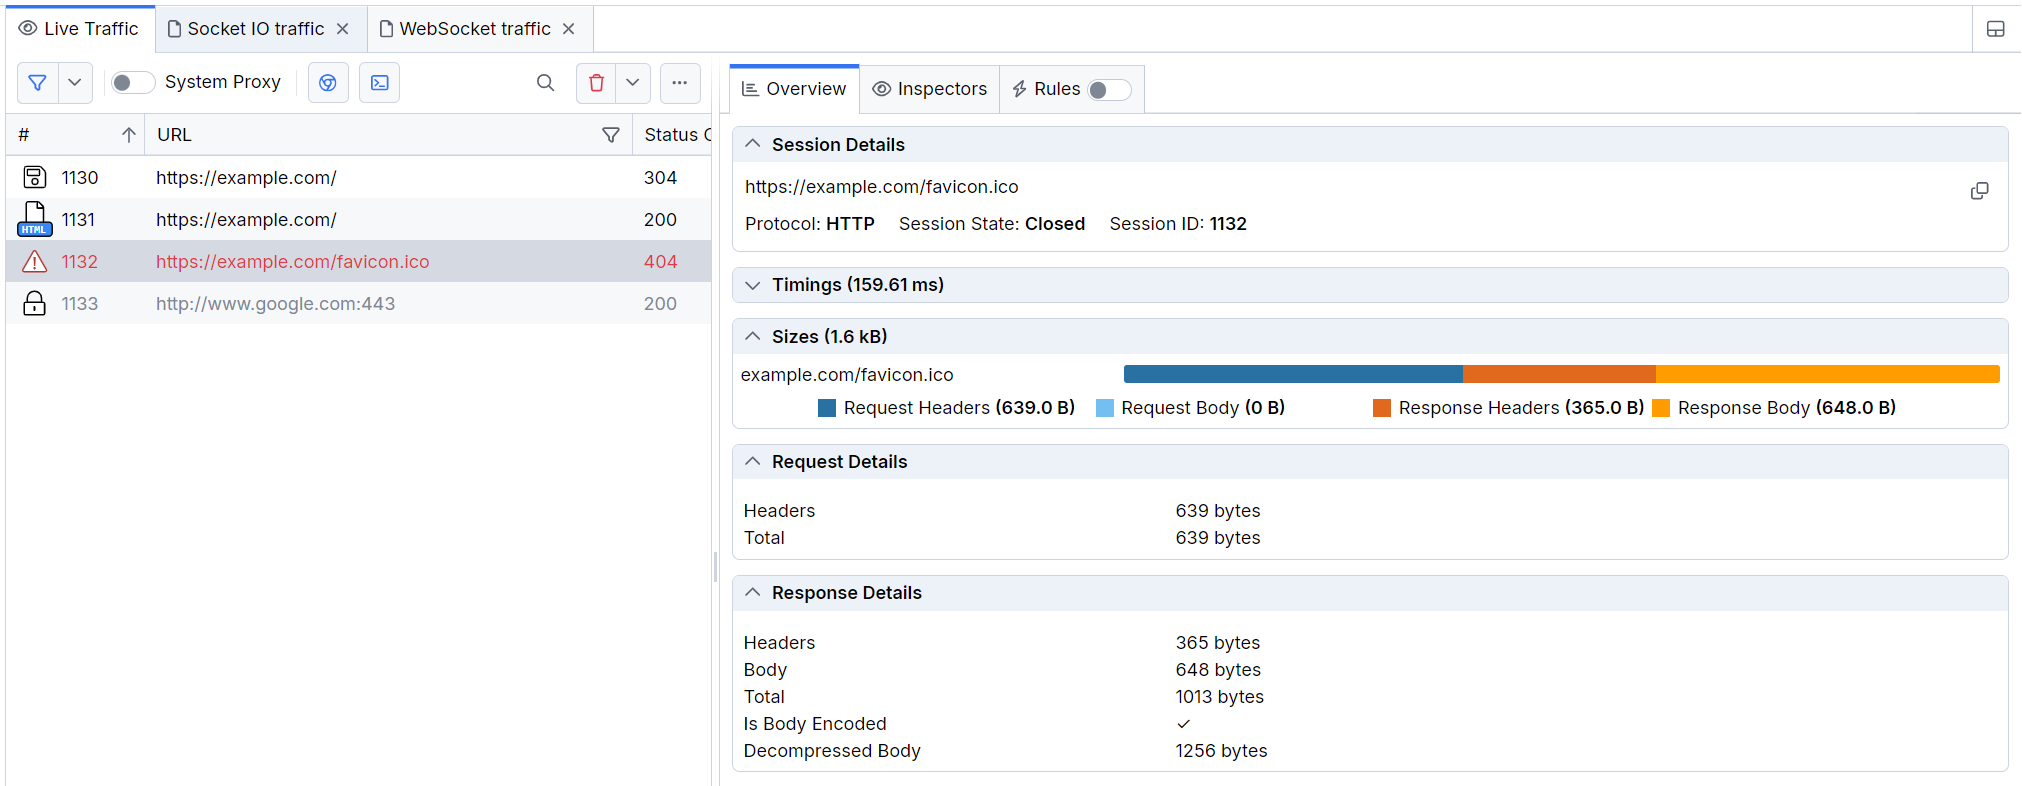 Live Traffic
Socket IO traffic
WebSocket traffic
System Proxy
# URL Status C
1130 https://example.com/ 304
HTML 1131 https://example.com/ 200
1132 https://example.com/favicon.ico 404
1133 http://www.google.com:443 200
Overview Inspectors Rules
Session Details
https://example.com/favicon.ico
Protocol: HTTP Session State: Closed Session ID: 1132
Timings (159.61 ms)
Sizes (1.6 kB)
example.com/favicon.ico
Request Headers (639.0 B) Request Body (0 B) Response Headers (365.0 B) Response Body (648.0 B)
Request Details
Headers 639 bytes
Total 639 bytes
Response Details
Headers 365 bytes
Body 648 bytes
Total 1013 bytes
Is Body Encoded ✓
Decompressed Body 1256 bytes